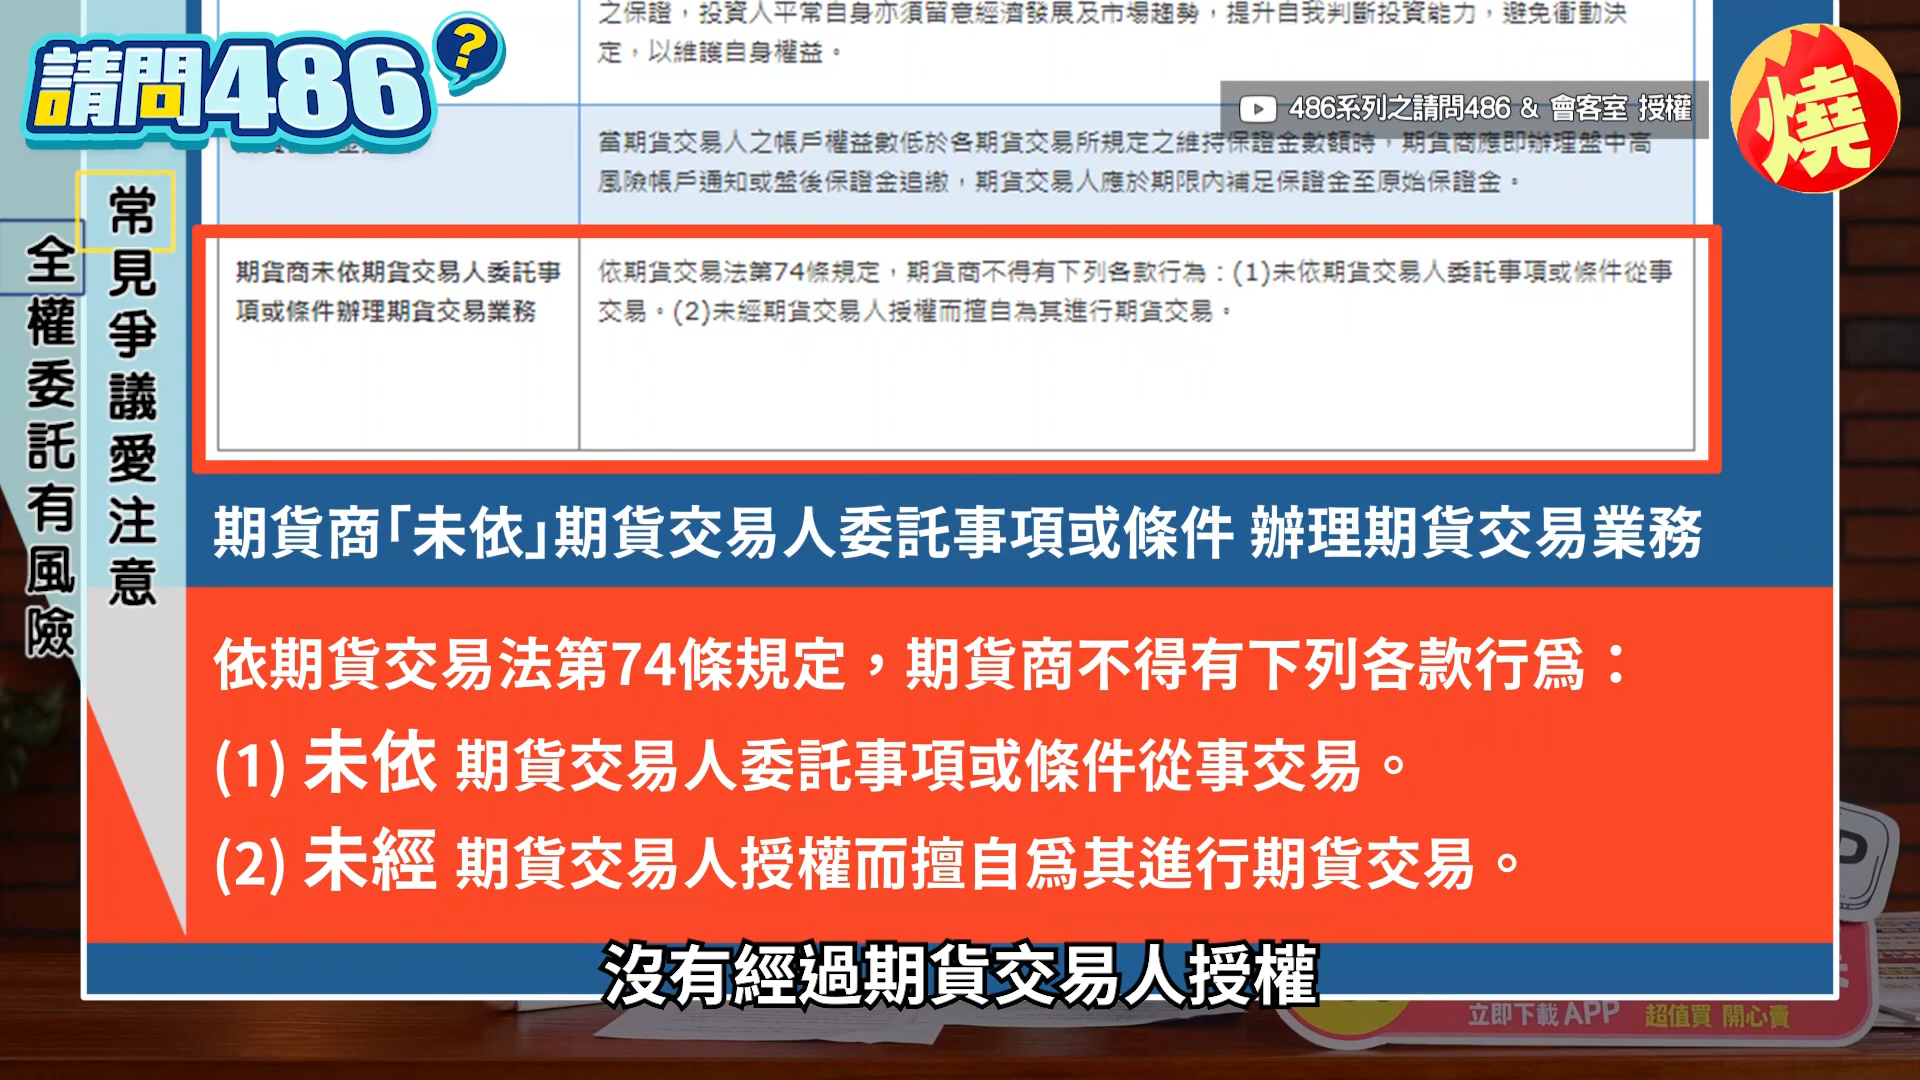 之保證，投資人平常自身亦須留意經濟發展及市場趨勢，提升自我判斷投資能力，避免衝動決
定，以維護自身權益。
請問486?
486系列之請問486 & 會客室 授權
燒
當期貨交易人之帳戶權益數低於各期貨交易所規定之維持保證金數額時，期貨商應即辦理盤中高
風險帳戶通知或盤後保證金追繳，期貨交易人應於期限內補足保證金至原始保證金。
常見爭議愛注意
全權委託有風險
期貨商未依期貨交易人委託事
項或條件辦理期貨交易業務
依期貨交易法第74條規定，期貨商不得有下列各款行為：(1)未依期貨交易人委託事項或條件從事
交易。(2)未經期貨交易人授權而擅自為其進行期貨交易。
期貨商「未依」期貨交易人委託事項或條件 辦理期貨交易業務
依期貨交易法第74條規定，期貨商不得有下列各款行為：
(1) 未依 期貨交易人委託事項或條件從事交易。
(2) 未經 期貨交易人授權而擅自為其進行期貨交易。
沒有經過期貨交易人授權
立即下載APP 超值買 開心賣